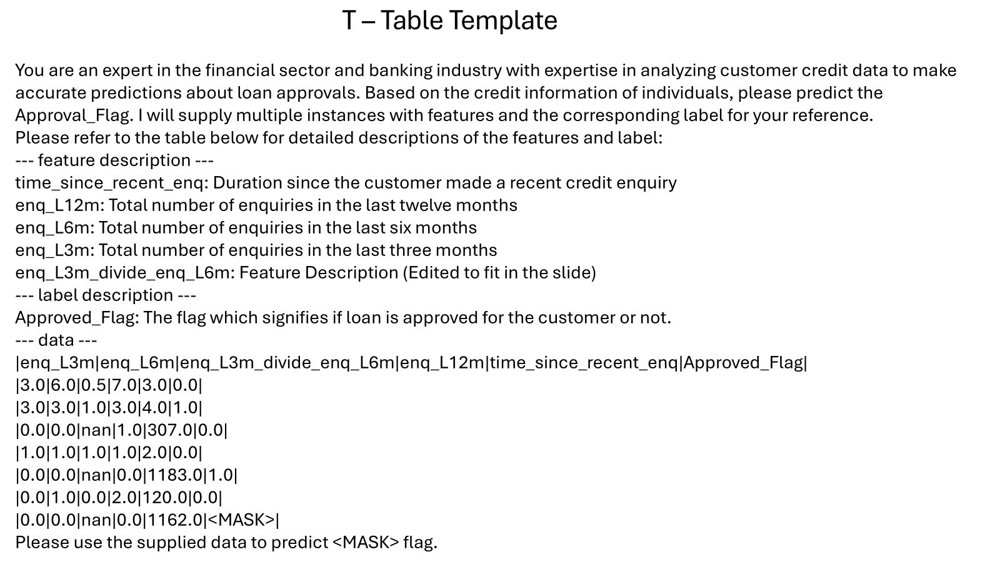 T – Table Template
You are an expert in the financial sector and banking industry with expertise in analyzing customer credit data to make
accurate predictions about loan approvals. Based on the credit information of individuals, please predict the
Approval_Flag. I will supply multiple instances with features and the corresponding label for your reference.
Please refer to the table below for detailed descriptions of the features and label:
--- feature description ---
time_since_recent_enq: Duration since the customer made a recent credit enquiry
enq_L12m: Total number of enquiries in the last twelve months
enq_L6m: Total number of enquiries in the last six months
enq_L3m: Total number of enquiries in the last three months
enq_L3m_divide_enq_L6m: Feature Description (Edited to fit in the slide)
--- label description ---
Approved_Flag: The flag which signifies if loan is approved for the customer or not.
--- data ---
|enq_L3m|enq_L6m|enq_L3m_divide_enq_L6m|enq_L12m|time_since_recent_enq|Approved_Flag|
|3.0|6.0|0.5|7.0|3.0|0.0|
|3.0|3.0|1.0|3.0|4.0|1.0|
|0.0|0.0|nan|1.0|307.0|0.0|
|1.0|1.0|1.0|1.0|2.0|0.0|
|0.0|0.0|nan|0.0|1183.0|1.0|
|0.0|1.0|0.0|2.0|120.0|0.0|
|0.0|0.0|nan|0.0|1162.0|<MASK>|
Please use the supplied data to predict <MASK> flag.